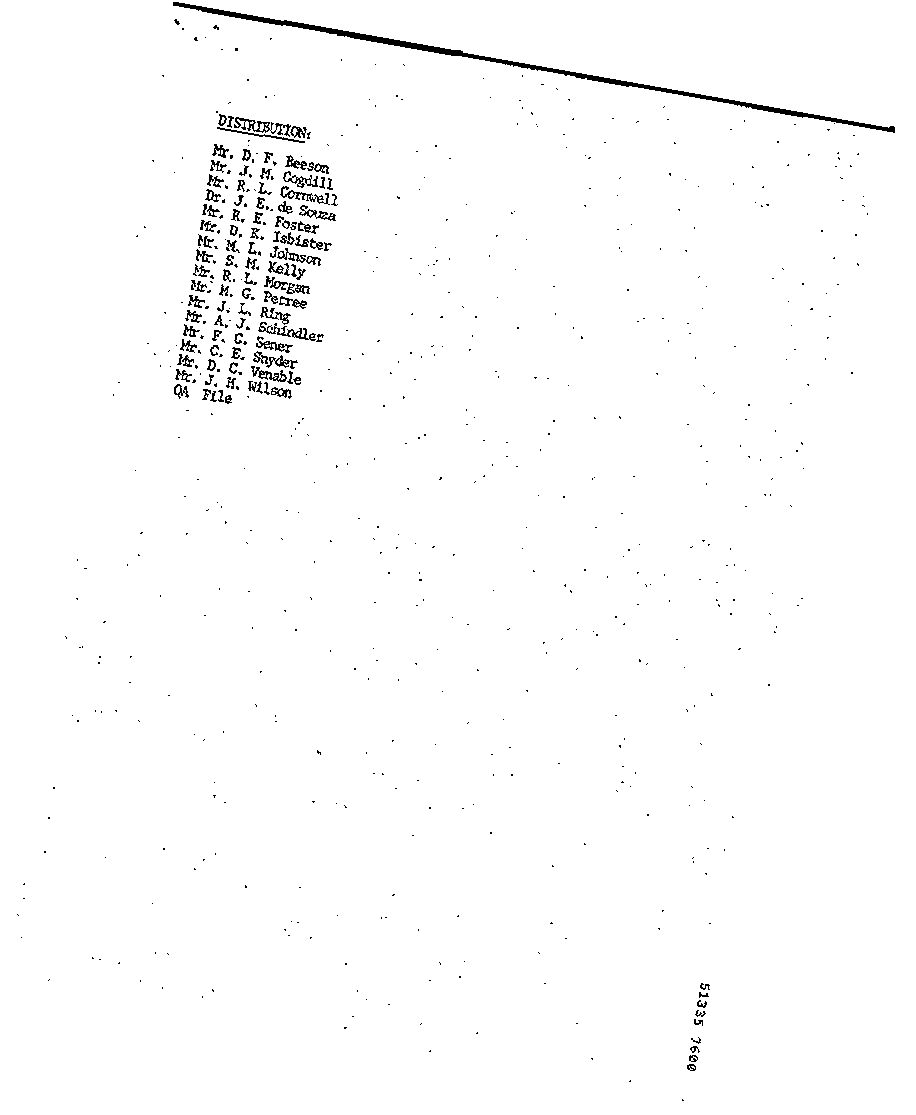 DISTRIBUTION:
Mr. D. F. Beeson
Mr. J. M. Cogdill
Mr. R. L. Cornwell
Dr. J. E. de Souza
Mr. R. E. Foster
Mr. D. K. Isbister
Mr. M. L. Johnson
Mr. S. M. Kelly
Mr. R. L. Morgan
Mr. M. G. Petree
Mr. J. L. Ring
Mr. A. J. Schindler
Mr. F. C. Sener
Mr. C. E. Snyder
Mr. D. C. Venable
Mr. J. H. Wilson
QA File
51335 7600